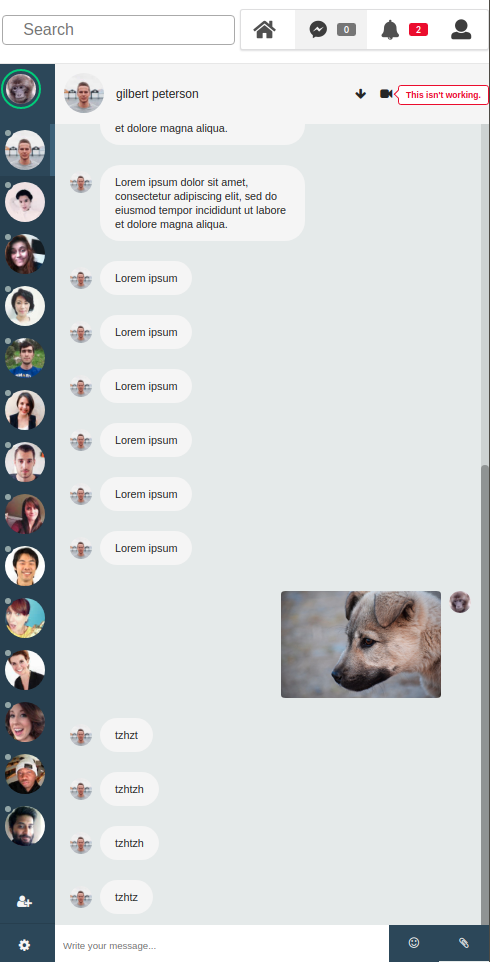 Search
0
2
gilbert peterson
This isn't working.
et dolore magna aliqua.
Lorem ipsum dolor sit amet,
consectetur adipiscing elit, sed do
eiusmod tempor incididunt ut labore
et dolore magna aliqua.
Lorem ipsum
Lorem ipsum
Lorem ipsum
Lorem ipsum
Lorem ipsum
Lorem ipsum
tzhzt
tzhtzh
tzhtzh
tzhtz
Write your message...